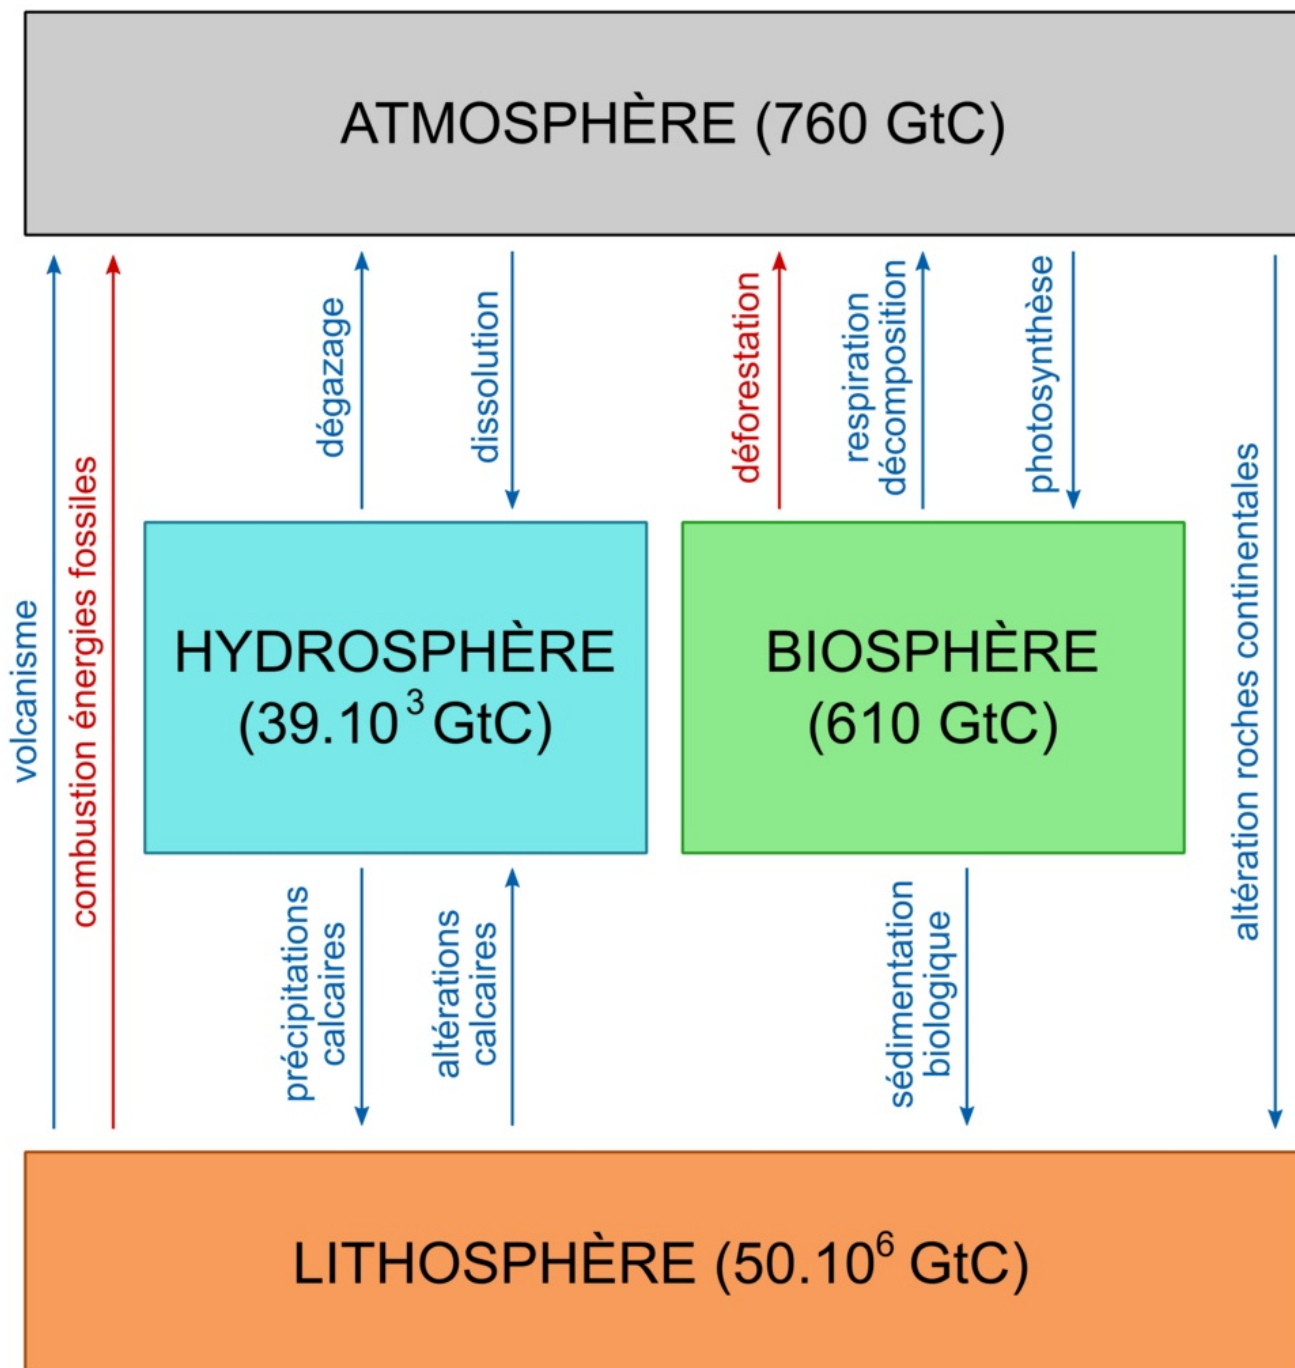 ATMOSPHÈRE (760 GtC)
volcanisme
combustion énergies fossiles
dégazage
dissolution
déforestation
respiration
décomposition
photosynthèse
altération roches continentales
HYDROSPHÈRE
(39.10³ GtC)
BIOSPHÈRE
(610 GtC)
précipitations
calcaires
altérations
calcaires
sédimentation
biologique
LITHOSPHÈRE (50.10⁶ GtC)